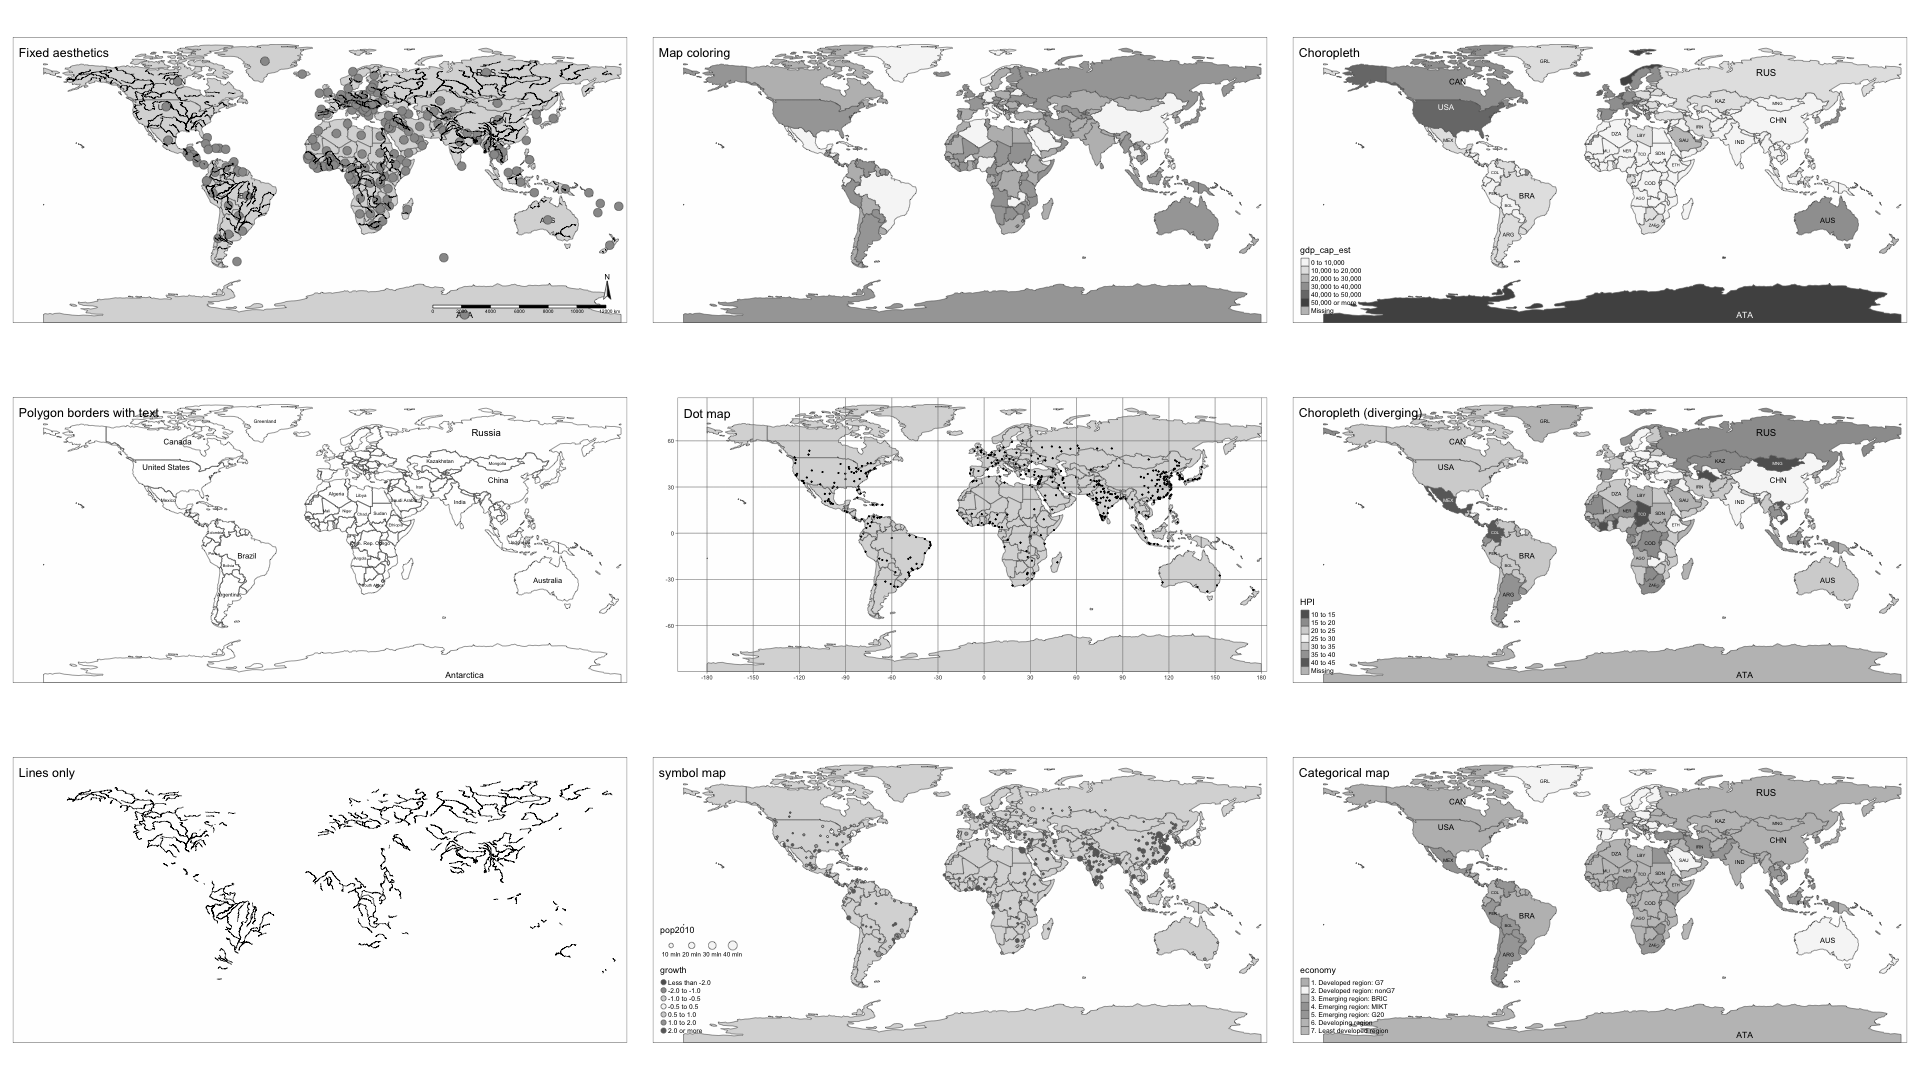 Fixed aesthetics
N
0 2000 4000 6000 8000 10000 12000 km
Map coloring
Choropleth
GRL
CAN
RUS
USA
KAZ
MNG
CHN
MEX
DZA
LBY
SAU
IRN
IND
MLI
NER
TCD
SDN
ETH
COL
COD
PER
BRA
AGO
BOL
ZAF
ARG
AUS
gdp_cap_est
0 to 10,000
10,000 to 20,000
20,000 to 30,000
30,000 to 40,000
40,000 to 50,000
50,000 or more
Missing
ATA
Polygon borders with text
Greenland
Canada
Russia
United States
Kazakhstan
Mongolia
China
Mexico
Algeria
Libya
Saudi Arabia
Iran
India
Mali
Niger
Chad
Sudan
Ethiopia
Dem. Rep. Congo
Brazil
Bolivia
South Africa
Argentina
Australia
Antarctica
Dot map
60
30
0
-30
-60
-180 -150 -120 -90 -60 -30 0 30 60 90 120 150 180
Choropleth (diverging)
GRL
CAN
RUS
USA
KAZ
MNG
CHN
MEX
DZA
LBY
SAU
IRN
IND
MLI
NER
TCD
SDN
ETH
COL
COD
PER
BRA
AGO
BOL
ZAF
ARG
AUS
HPI
10 to 15
15 to 20
20 to 25
25 to 30
30 to 35
35 to 40
40 to 45
Missing
ATA
Lines only
symbol map
pop2010
10 mln 20 mln 30 mln 40 mln
growth
Less than -2.0
-2.0 to -1.0
-1.0 to -0.5
-0.5 to 0.5
0.5 to 1.0
1.0 to 2.0
2.0 or more
Categorical map
GRL
CAN
RUS
USA
KAZ
MNG
CHN
MEX
DZA
LBY
SAU
IRN
IND
MLI
NER
TCD
SDN
ETH
COL
COD
PER
BRA
AGO
BOL
ZAF
ARG
AUS
economy
1. Developed region: G7
2. Developed region: nonG7
3. Emerging region: BRIC
4. Emerging region: MIKT
5. Emerging region: G20
6. Developing region
7. Least developed region
ATA